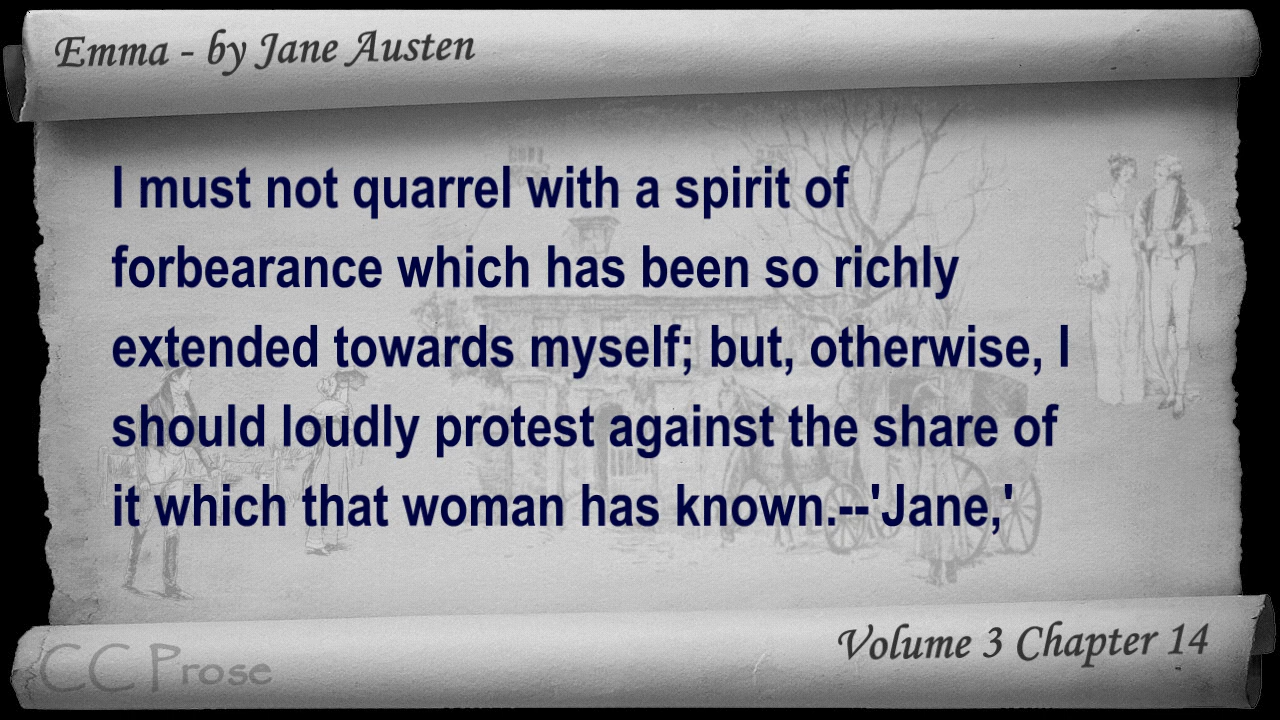 Emma - by Jane Austen
I must not quarrel with a spirit of
forbearance which has been so richly
extended towards myself; but, otherwise, I
should loudly protest against the share of
it which that woman has known.--'Jane,'
Volume 3 Chapter 14
CC Prose